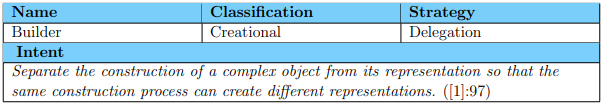 Name Classification Strategy
Builder Creational Delegation
Intent
Separate the construction of a complex object from its representation so that the
same construction process can create different representations. ([1]:97)